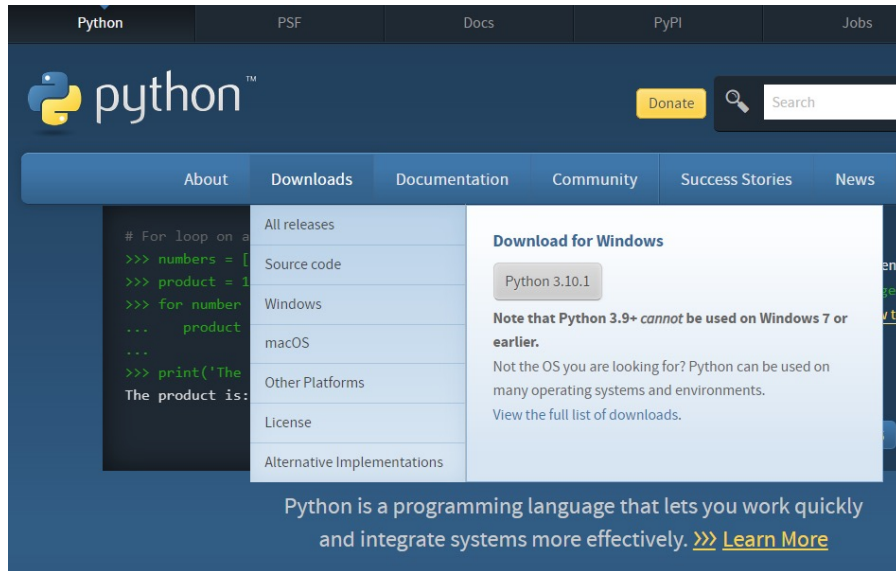 Python PSF Docs PyPI Jobs
python™
Donate Search
About Downloads Documentation Community Success Stories News
# For loop on a
>>> numbers = [
>>> product = 1
>>> for number
... product
...
>>> print('The
The product is:
All releases
Source code
Windows
macOS
Other Platforms
License
Alternative Implementations
Download for Windows
Python 3.10.1
Note that Python 3.9+ cannot be used on Windows 7 or
earlier.
Not the OS you are looking for? Python can be used on
many operating systems and environments.
View the full list of downloads.
Python is a programming language that lets you work quickly
and integrate systems more effectively. >>> Learn More